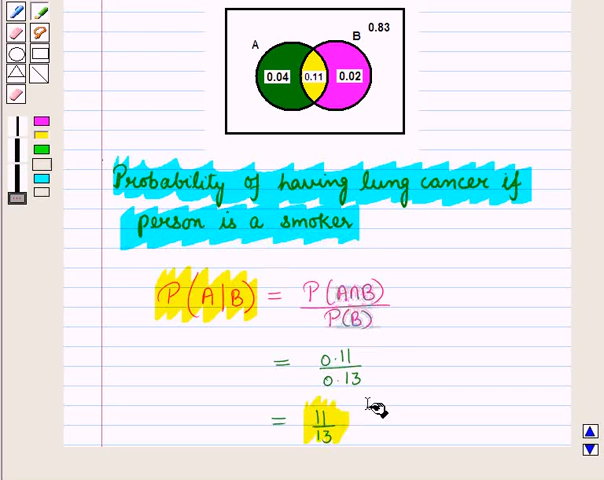 0.83
A
B
0.04 0.11 0.02
Probability of having lung cancer if
person is a smoker
P(A|B) = P(A∩B)
P(B)
= 0.11
0.13
= 11
13